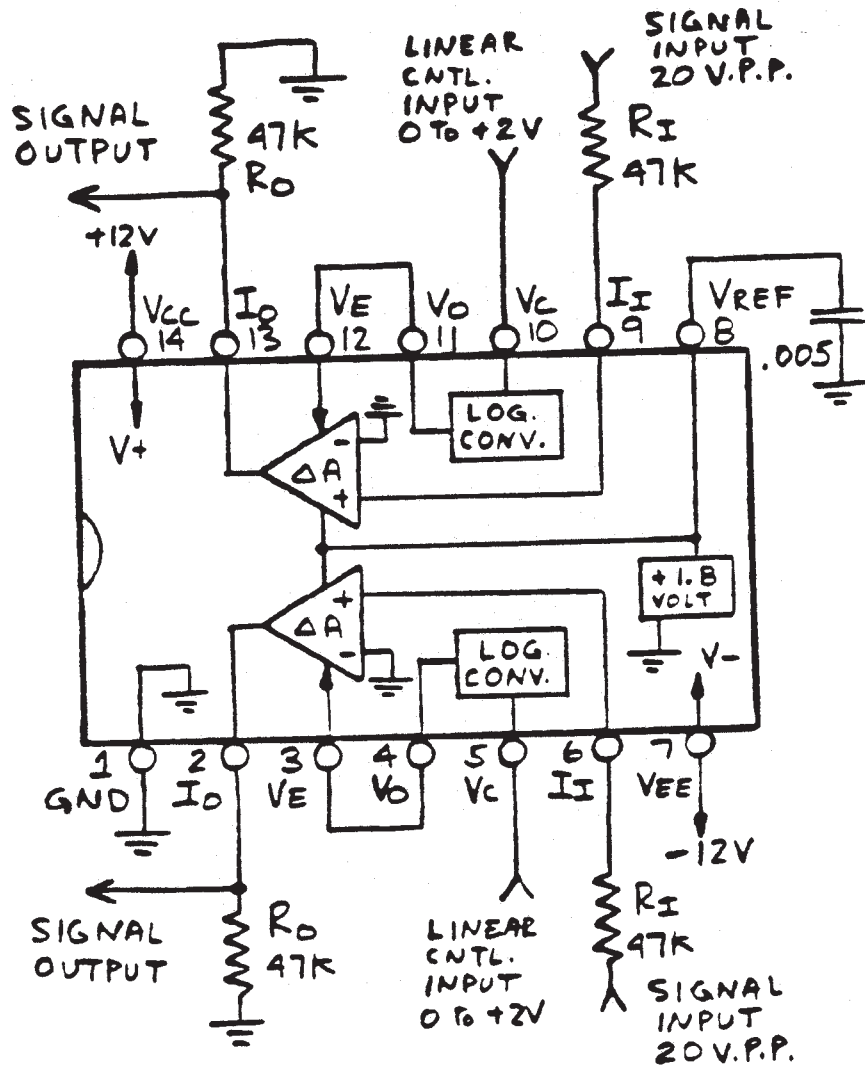 SIGNAL
OUTPUT
47K
RO
LINEAR
CNTL.
INPUT
0 To +2V
SIGNAL
INPUT
20 V.P.P.
RI
47K
+12V
VCC
14
IO
13
VE
12
VO
11
VC
10
II
9
VREF
8
.005
V+
- ΔA +
LOG.
CONV.
+1.8
VOLT
+ ΔA -
LOG.
CONV.
V-
1
GND
2
IO
3
VE
4
VO
5
VC
6
II
7
VEE
-12V
SIGNAL
OUTPUT
RO
47K
LINEAR
CNTL.
INPUT
0 To +2V
RI
47K
SIGNAL
INPUT
20 V.P.P.